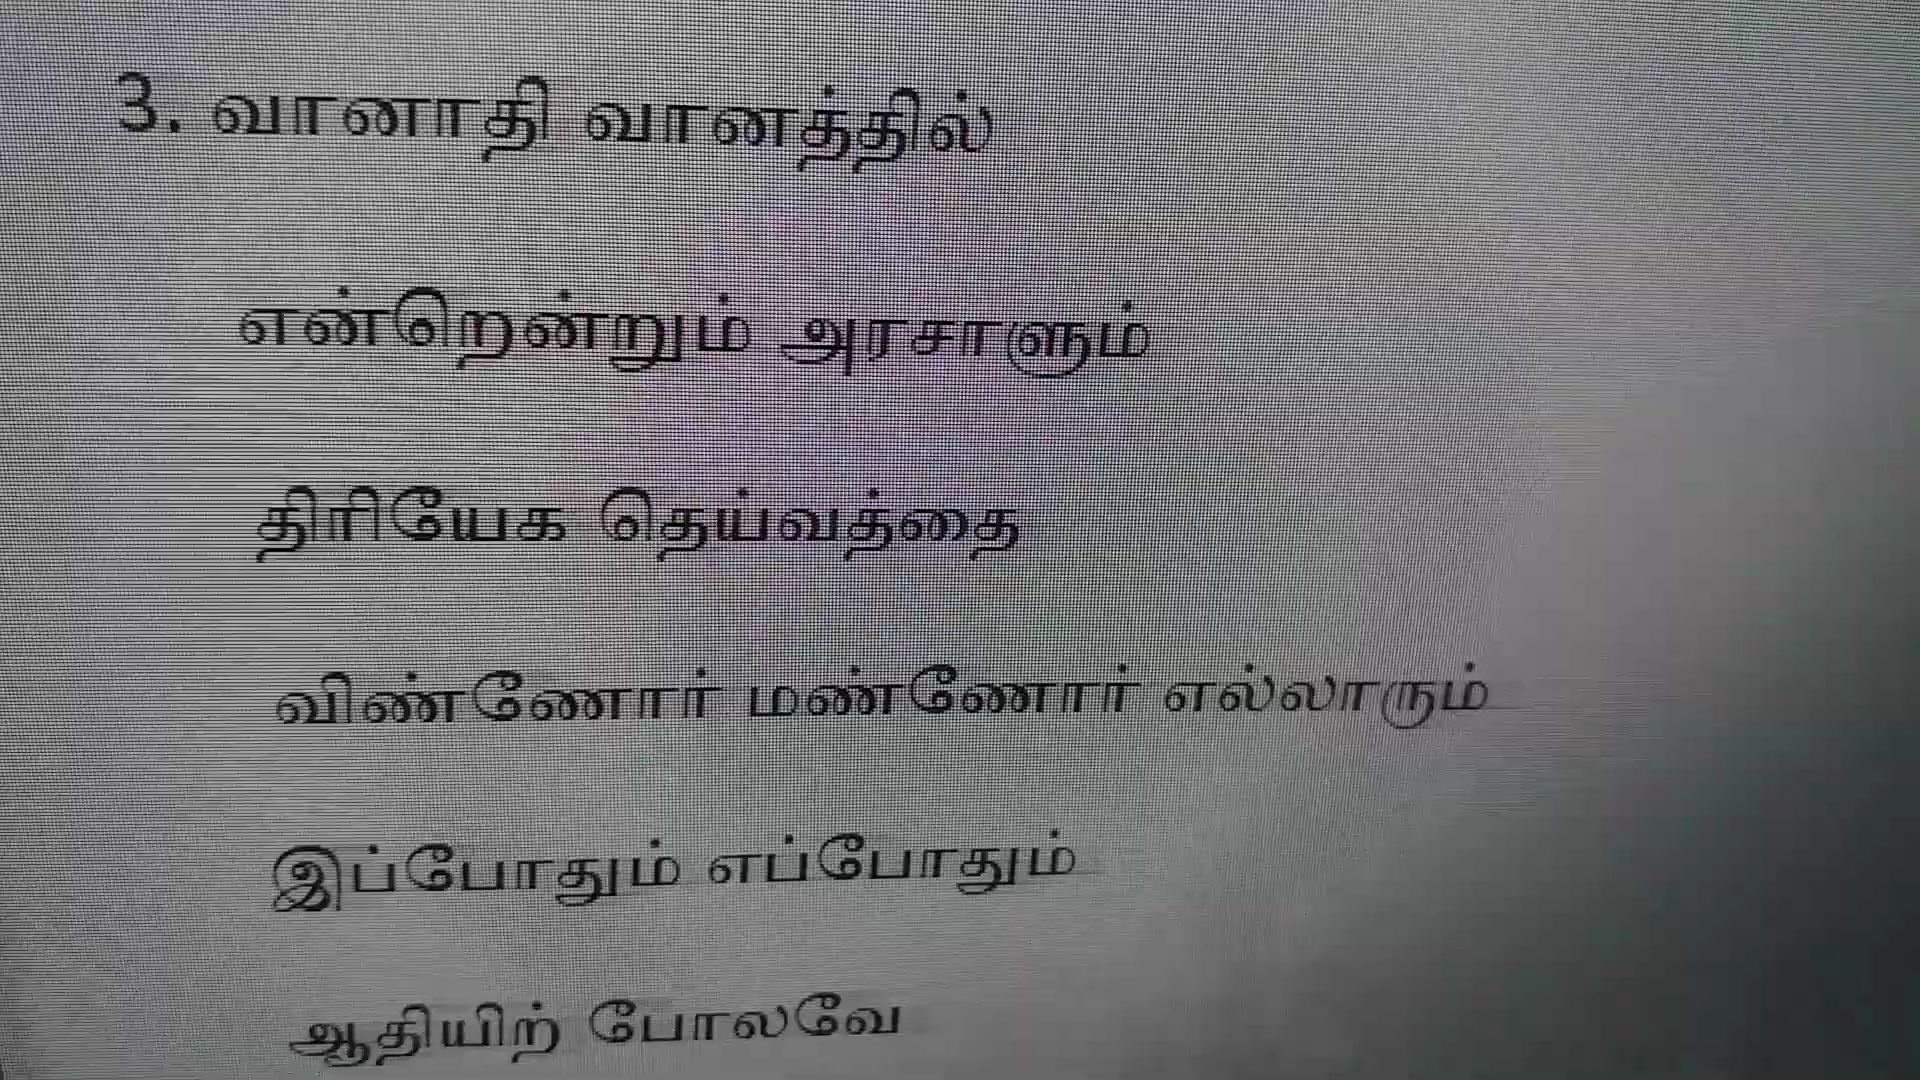 3. வானாதி வானத்தில்
என்றென்றும் அரசாளும்
திரியேக தெய்வத்தை
விண்ணோர் மண்ணோர் எல்லாரும்
இப்போதும் எப்போதும்
ஆதியிற் போலவே